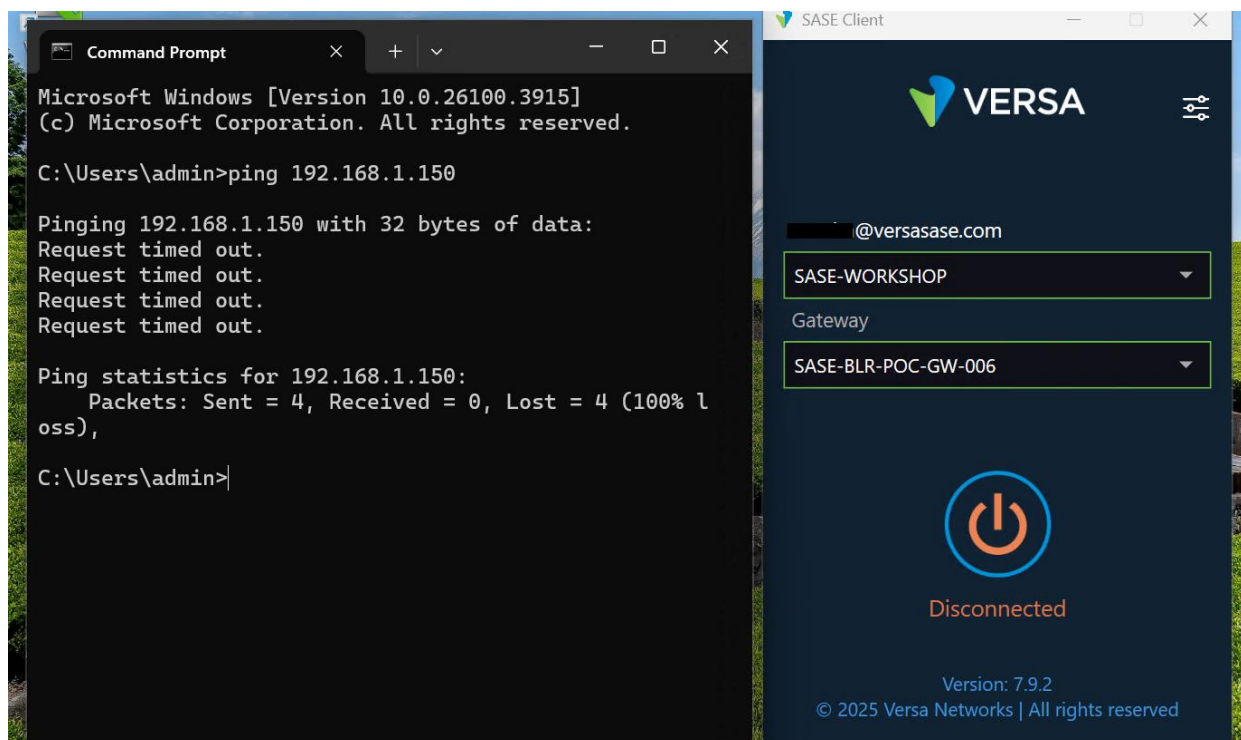 Command Prompt
Microsoft Windows [Version 10.0.26100.3915]
(c) Microsoft Corporation. All rights reserved.
C:\Users\admin>ping 192.168.1.150
Pinging 192.168.1.150 with 32 bytes of data:
Request timed out.
Request timed out.
Request timed out.
Request timed out.
Ping statistics for 192.168.1.150:
Packets: Sent = 4, Received = 0, Lost = 4 (100% l
oss),
C:\Users\admin>
SASE Client
VERSA
@versasase.com
SASE-WORKSHOP
Gateway
SASE-BLR-POC-GW-006
Disconnected
Version: 7.9.2
© 2025 Versa Networks | All rights reserved